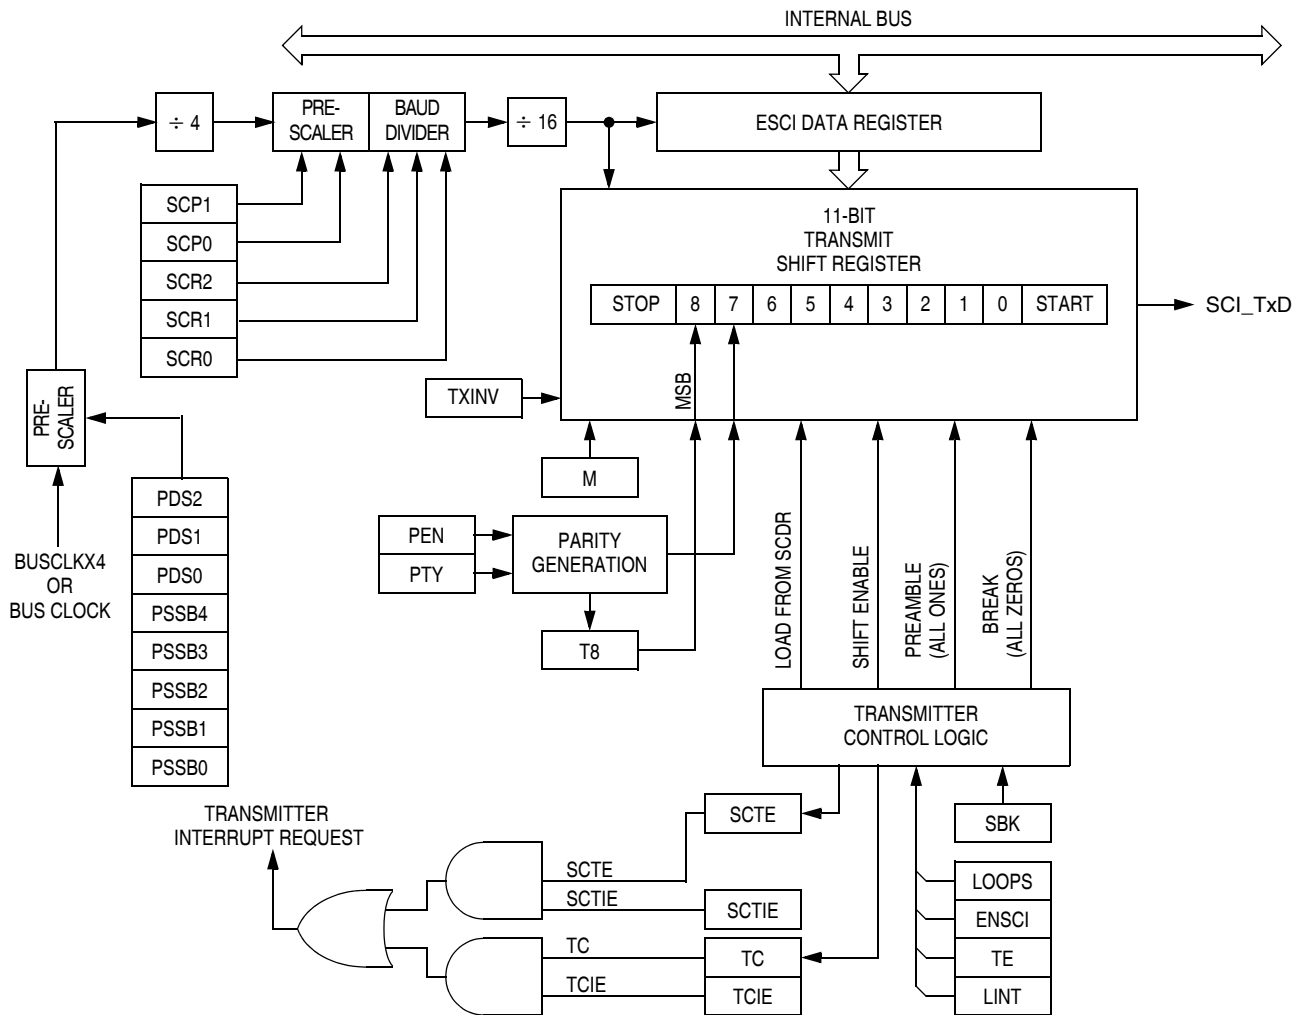 INTERNAL BUS
÷ 4
PRE-
SCALER
BAUD
DIVIDER
÷ 16
ESCI DATA REGISTER
SCP1
SCP0
SCR2
SCR1
SCR0
11-BIT
TRANSMIT
SHIFT REGISTER
STOP 8 7 6 5 4 3 2 1 0 START
SCI_TxD
PRE-
SCALER
TXINV
MSB
M
BUSCLKX4
OR
BUS CLOCK
PDS2
PDS1
PDS0
PSSB4
PSSB3
PSSB2
PSSB1
PSSB0
PEN
PTY
PARITY
GENERATION
T8
LOAD FROM SCDR
SHIFT ENABLE
PREAMBLE
(ALL ONES)
BREAK
(ALL ZEROS)
TRANSMITTER
CONTROL LOGIC
TRANSMITTER
INTERRUPT REQUEST
SCTE
SBK
SCTE
SCTIE
SCTIE
TC
TC
TCIE
TCIE
LOOPS
ENSCI
TE
LINT